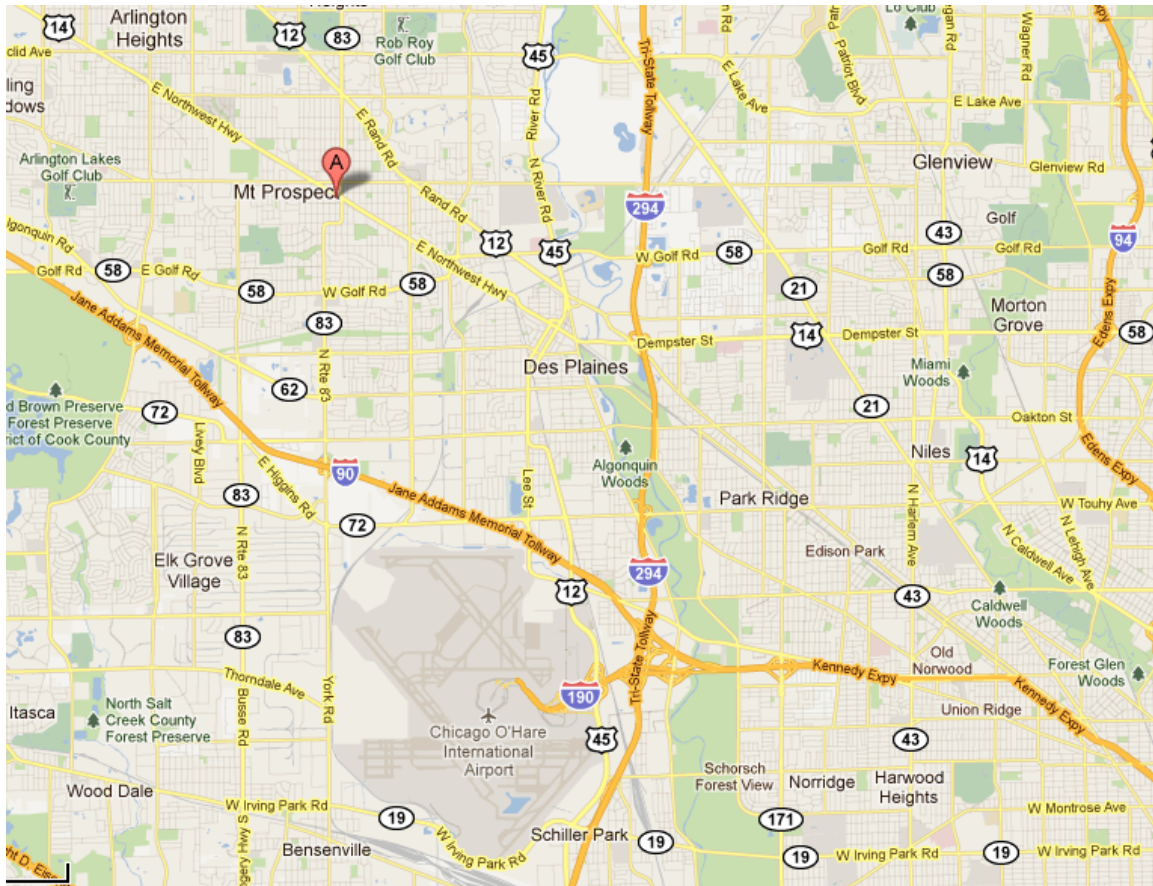 Arlington
Heights
14
12
83
Rob Roy
Golf Club
45
Tri-State Tollway
Lo Club
Patriot Blvd
Wagner Rd
clid Ave
ling
dows
E Northwest Hwy
E Rand Rd
River Rd
E Lake Ave
E Lake Ave
Arlington Lakes
Golf Club
A
Mt Prospect
N River Rd
294
Glenview
Glenview Rd
Golf
Rand Rd
12
45
W Golf Rd
58
43
Golf Rd
Golf Rd
94
lgonquin Rd
Golf Rd
58
E Golf Rd
58
W Golf Rd
58
E Northwest Hwy
21
58
Morton
Grove
Edens Expy
Jane Addams Memorial Tollway
83
14
Dempster St
Dempster St
58
N Rte 83
Des Plaines
Miami
Woods
62
d Brown Preserve
Forest Preserve
trict of Cook County
72
Lively Blvd
21
Oakton St
Edens Expy
E Higgins Rd
90
Algonquin
Woods
Niles
14
Lee St
83
Jane Addams Memorial Tollway
Park Ridge
N Harlem Ave
W Touhy Ave
72
N Rte 83
Edison Park
N Caldwell Ave
N Lehigh Ave
Elk Grove
Village
12
294
43
Caldwell
Woods
83
Tri-State Tollway
Old
Norwood
Forest Glen
Woods
Kennedy Expy
Kennedy Expy
Thorndale Ave
York Rd
190
Itasca
North Salt
Creek County
Forest Preserve
Busse Rd
Chicago O'Hare
International
Airport
45
Union Ridge
43
Schorsch
Forest View
Norridge
Harwood
Heights
Wood Dale
W Irving Park Rd
S Hwy 83
19
171
W Montrose Ave
Schiller Park
19
Bensenville
W Irving Park Rd
19
W Irving Park Rd
19
ht D. Eise